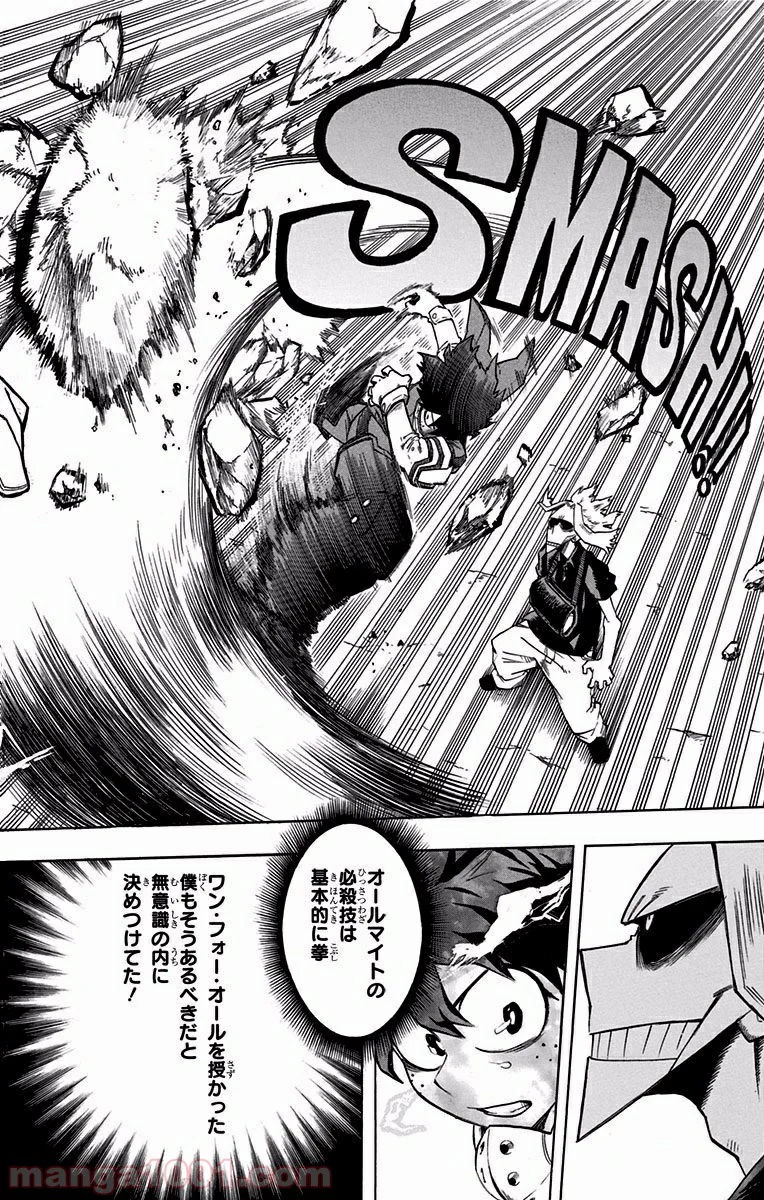 SMASH!!
オールマイトの
必殺技は
基本的に拳
ワン・フォー・オールを授かった
僕もそうあるべきだと
無意識の内に
決めつけてた!
manga1001.com